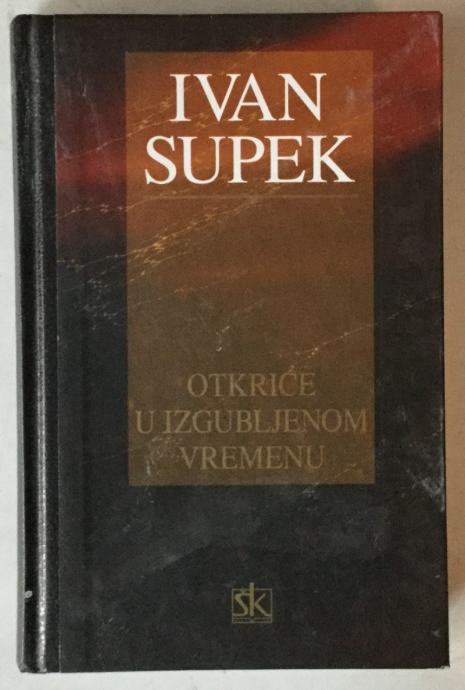 IVAN
SUPEK
OTKRIĆE
U IZGUBLJENOM
VREMENU
šk